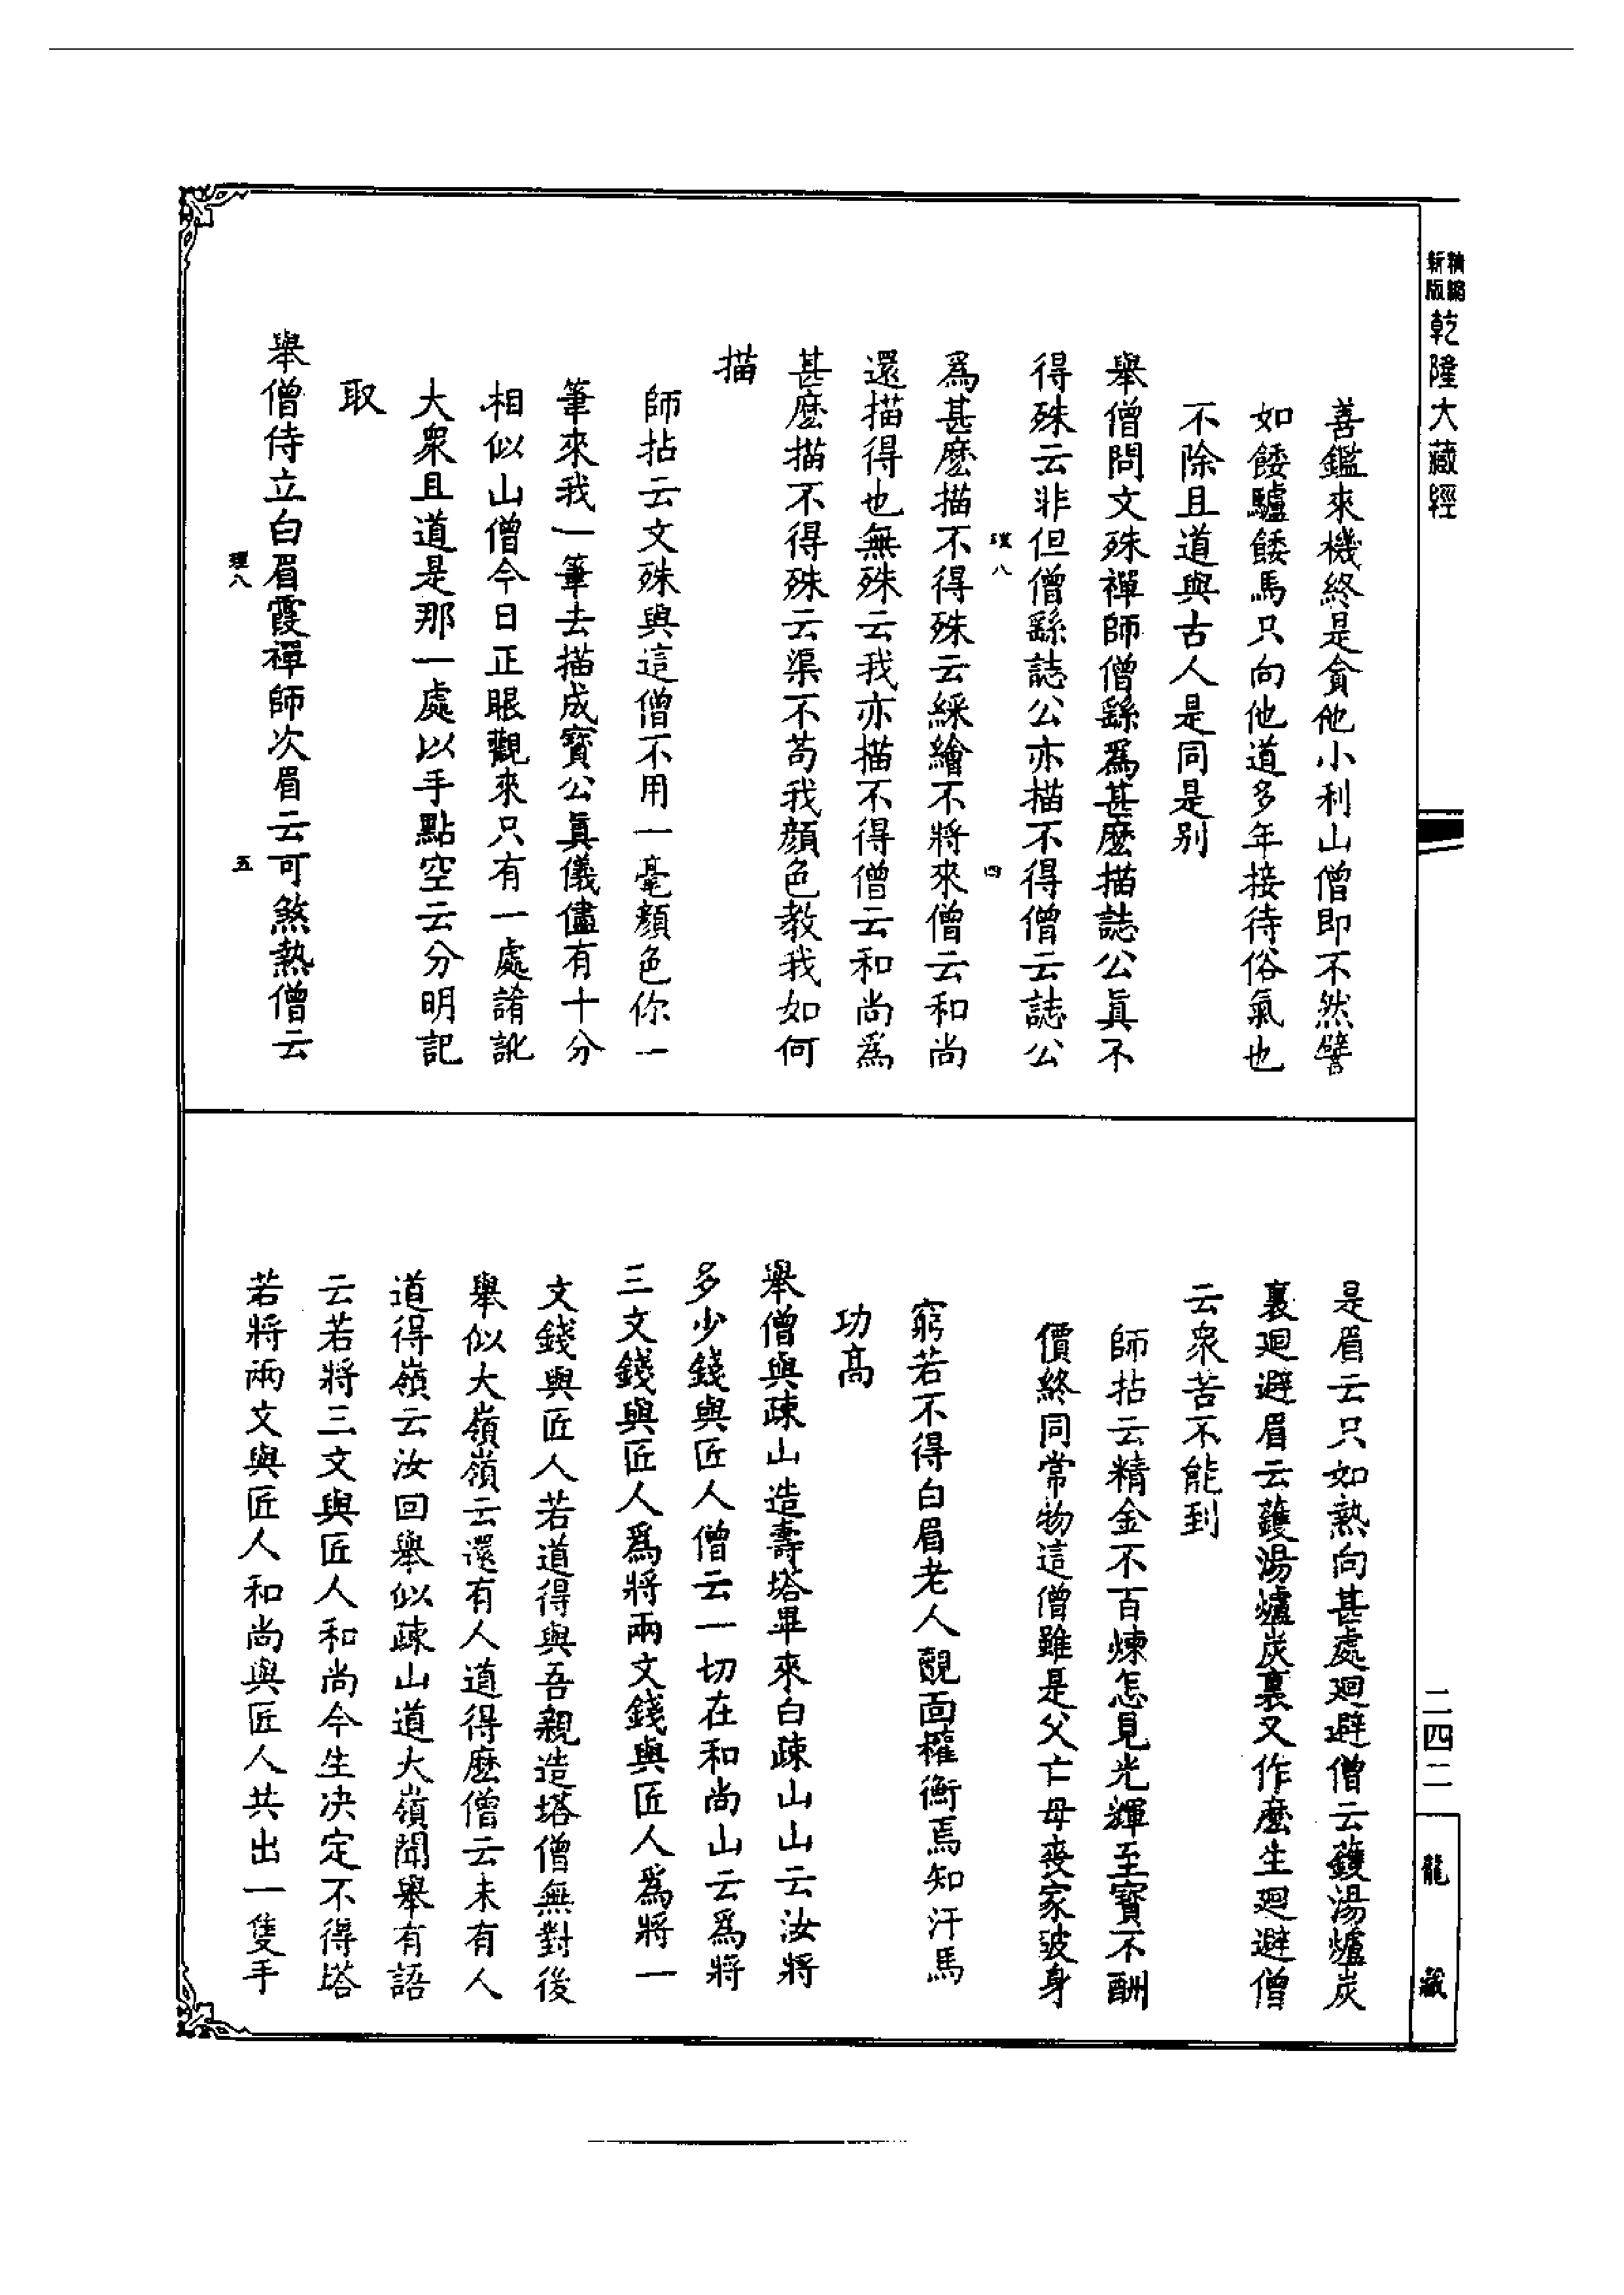 精縮新版
乾隆大藏經
善鑑來機終是貪他小利山僧即不然譬
如餧驢餧馬只向他道多年接待俗氣也
不除且道與古人是同是别
舉僧問文殊禪師僧繇爲甚麽描誌公眞不
得殊云非但僧繇誌公亦描不得僧云誌公
八
四
爲甚麽描不得殊云綵繪不將來僧云和尚
還描得也無殊云我亦描不得僧云和尚爲
甚麽描不得殊云渠不苟我顔色教我如何
描
師拈云文殊與這僧不用一毫顔色你一
筆來我一筆去描成寳公眞儀儘有十分
相似山僧今日正眼觀來只有一處誵訛
大衆且道是那一處以手點空云分明記
取
舉僧侍立白眉霞禪師次眉云可煞熱僧云
理八
五
是眉云只如熱向甚處廻避僧云鑊湯爐炭
裏廻避眉云鑊湯爐炭裏又作麽生廻避僧
云衆苦不能到
師拈云精金不百煉怎見光輝至寳不酬
價終同常物這僧雖是父亡母喪家破身
窮若不得白眉老人覿面權衡焉知汗馬
功高
舉僧與疎山造壽塔畢來白疎山山云汝將
多少錢與匠人僧云一切在和尚山云爲將
三文錢與匠人爲將兩文錢與匠人爲將一
文錢與匠人若道得與吾親造塔僧無對後
舉似大嶺嶺云還有人道得麽僧云未有人
道得嶺云汝回舉似疎山道大嶺聞舉有語
云若將三文與匠人和尚今生决定不得塔
若將兩文與匠人和尚與匠人共出一隻手
二四二
龍藏